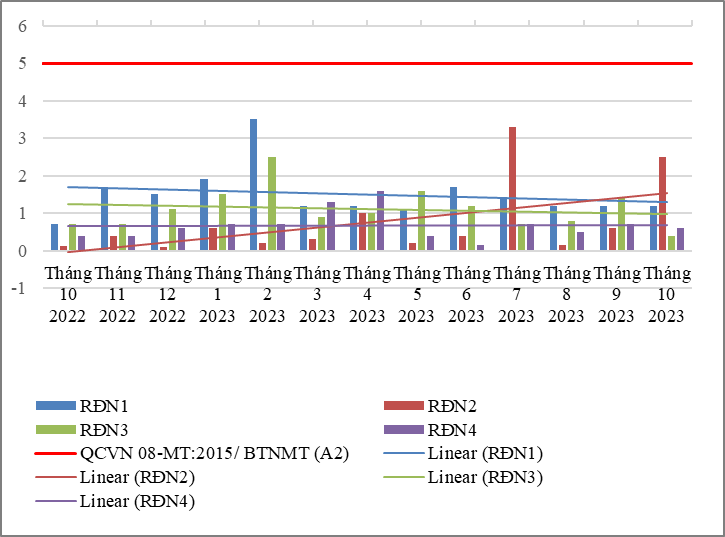 6
5
4
3
2
1
0
-1
Tháng Tháng Tháng Tháng Tháng Tháng Tháng Tháng Tháng Tháng Tháng Tháng Tháng
10 11 12 1 2 3 4 5 6 7 8 9 10
2022 2022 2022 2023 2023 2023 2023 2023 2023 2023 2023 2023 2023
RĐN1 RĐN2
RĐN3 RĐN4
QCVN 08-MT:2015/ BTNMT (A2) Linear (RĐN1)
Linear (RĐN2) Linear (RĐN3)
Linear (RĐN4)